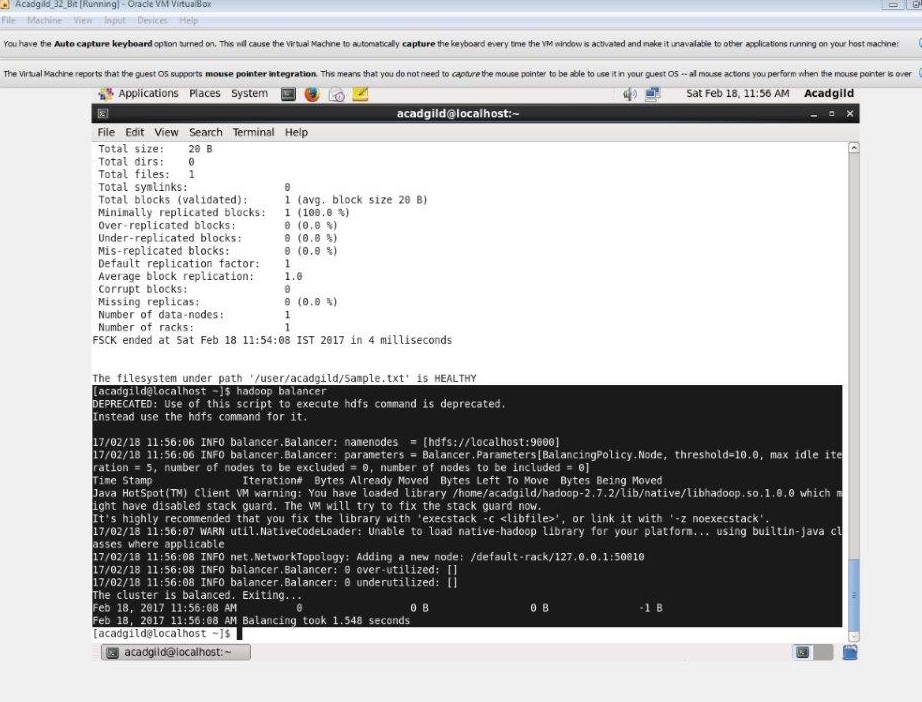 Acadgild_32_Bit [Running] - Oracle VM VirtualBox
File Machine View Input Devices Help
You have the Auto capture keyboard option turned on. This will cause the Virtual Machine to automatically capture the keyboard every time the VM window is activated and make it unavailable to other applications running on your host machine:
The Virtual Machine reports that the guest OS supports mouse pointer integration. This means that you do not need to capture the mouse pointer to be able to use it in your guest OS -- all mouse actions you perform when the mouse pointer is over
Applications Places System Sat Feb 18, 11:56 AM Acadgild
acadgild@localhost:~
File Edit View Search Terminal Help
Total size: 20 B
Total dirs: 0
Total files: 1
Total symlinks: 0
Total blocks (validated): 1 (avg. block size 20 B)
Minimally replicated blocks: 1 (100.0 %)
Over-replicated blocks: 0 (0.0 %)
Under-replicated blocks: 0 (0.0 %)
Mis-replicated blocks: 0 (0.0 %)
Default replication factor: 1
Average block replication: 1.0
Corrupt blocks: 0
Missing replicas: 0 (0.0 %)
Number of data-nodes: 1
Number of racks: 1
FSCK ended at Sat Feb 18 11:54:08 IST 2017 in 4 milliseconds
The filesystem under path '/user/acadgild/Sample.txt' is HEALTHY
[acadgild@localhost ~]$ hadoop balancer
DEPRECATED: Use of this script to execute hdfs command is deprecated.
Instead use the hdfs command for it.
17/02/18 11:56:06 INFO balancer.Balancer: namenodes = [hdfs://localhost:9000]
17/02/18 11:56:06 INFO balancer.Balancer: parameters = Balancer.Parameters[BalancingPolicy.Node, threshold=10.0, max idle ite
ration = 5, number of nodes to be excluded = 0, number of nodes to be included = 0]
Time Stamp Iteration# Bytes Already Moved Bytes Left To Move Bytes Being Moved
Java HotSpot(TM) Client VM warning: You have loaded library /home/acadgild/hadoop-2.7.2/lib/native/libhadoop.so.1.0.0 which m
ight have disabled stack guard. The VM will try to fix the stack guard now.
It's highly recommended that you fix the library with 'execstack -c <libfile>', or link it with '-z noexecstack'.
17/02/18 11:56:07 WARN util.NativeCodeLoader: Unable to load native-hadoop library for your platform... using builtin-java cl
asses where applicable
17/02/18 11:56:08 INFO net.NetworkTopology: Adding a new node: /default-rack/127.0.0.1:50010
17/02/18 11:56:08 INFO balancer.Balancer: 0 over-utilized: []
17/02/18 11:56:08 INFO balancer.Balancer: 0 underutilized: []
The cluster is balanced. Exiting...
Feb 18, 2017 11:56:08 AM 0 0 B 0 B -1 B
Feb 18, 2017 11:56:08 AM Balancing took 1.548 seconds
[acadgild@localhost ~]$
acadgild@localhost:~